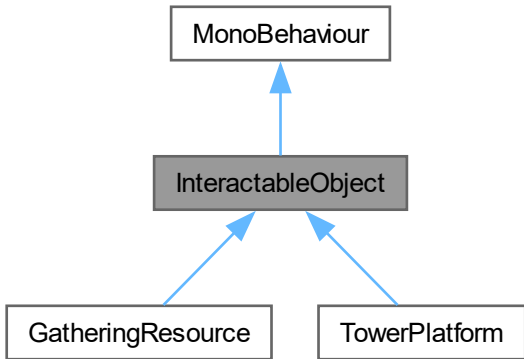 MonoBehaviour
InteractableObject
GatheringResource
TowerPlatform